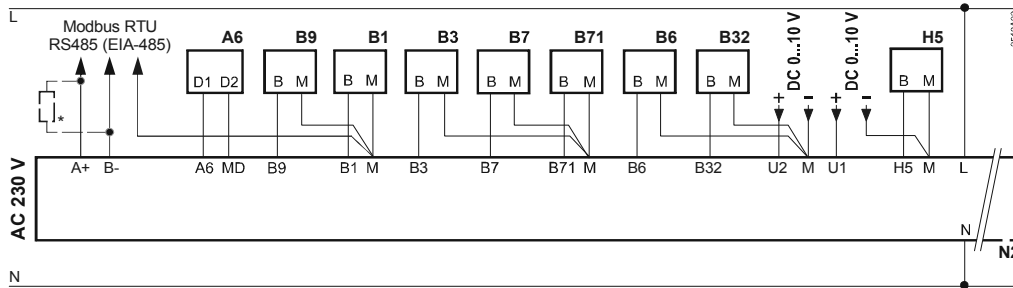 L
Modbus RTU
RS485 (EIA-485)
A6 B9 B1 B3 B7 B71 B6 B32 DC 0...10 V DC 0...10 V H5
D1 D2 B M B M B M B M B M B M B M + - + - B M
*
A+ B- A6 MD B9 B1 M B3 B7 B71 M B6 B32 U2 M U1 H5 M L
AC 230 V
N
N2
N